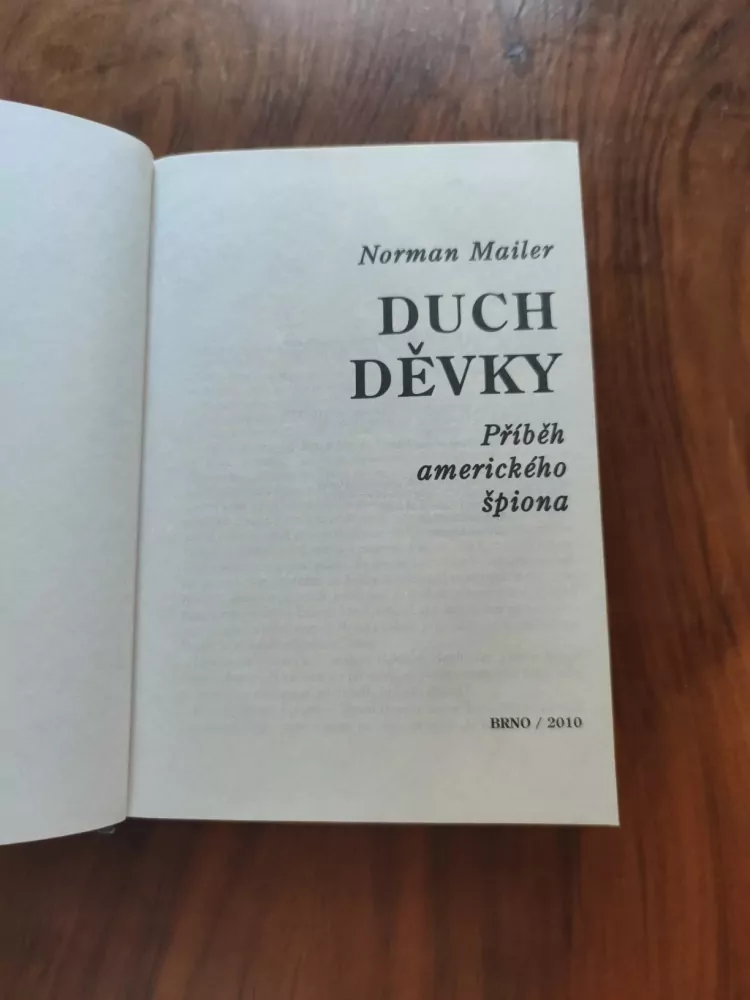 Norman Mailer
DUCH
DĚVKY
Příběh
amerického
špiona
BRNO / 2010